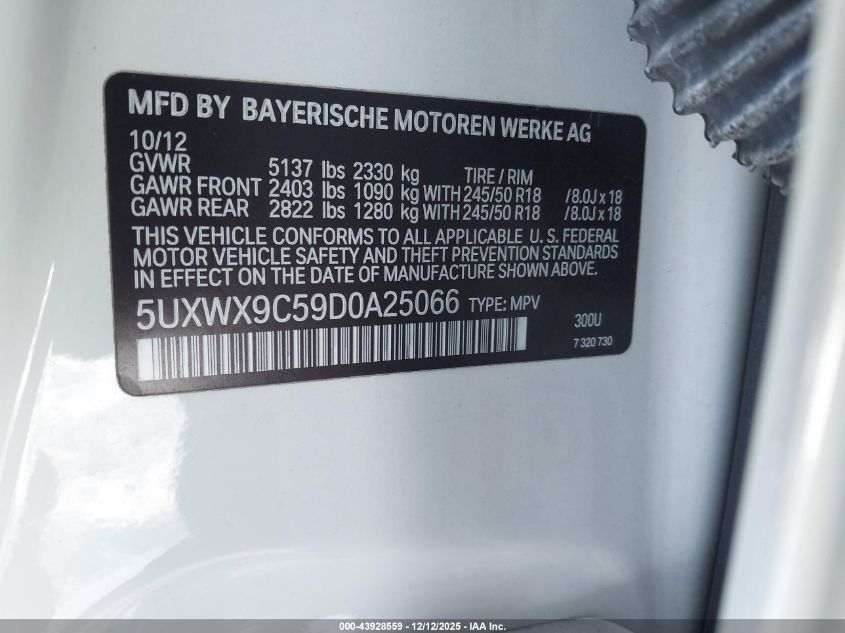 MFD BY BAYERISCHE MOTOREN WERKE AG
10/12
GVWR 5137 lbs 2330 kg TIRE / RIM
GAWR FRONT 2403 lbs 1090 kg WITH 245/50 R18 /8.0J x 18
GAWR REAR 2822 lbs 1280 kg WITH 245/50 R18 /8.0J x 18
THIS VEHICLE CONFORMS TO ALL APPLICABLE U.S. FEDERAL
MOTOR VEHICLE SAFETY AND THEFT PREVENTION STANDARDS
IN EFFECT ON THE DATE OF MANUFACTURE SHOWN ABOVE.
5UXWX9C59D0A25066 TYPE: MPV
300U
7 320 730
000-43928559 - 12/12/2025 - IAA Inc.